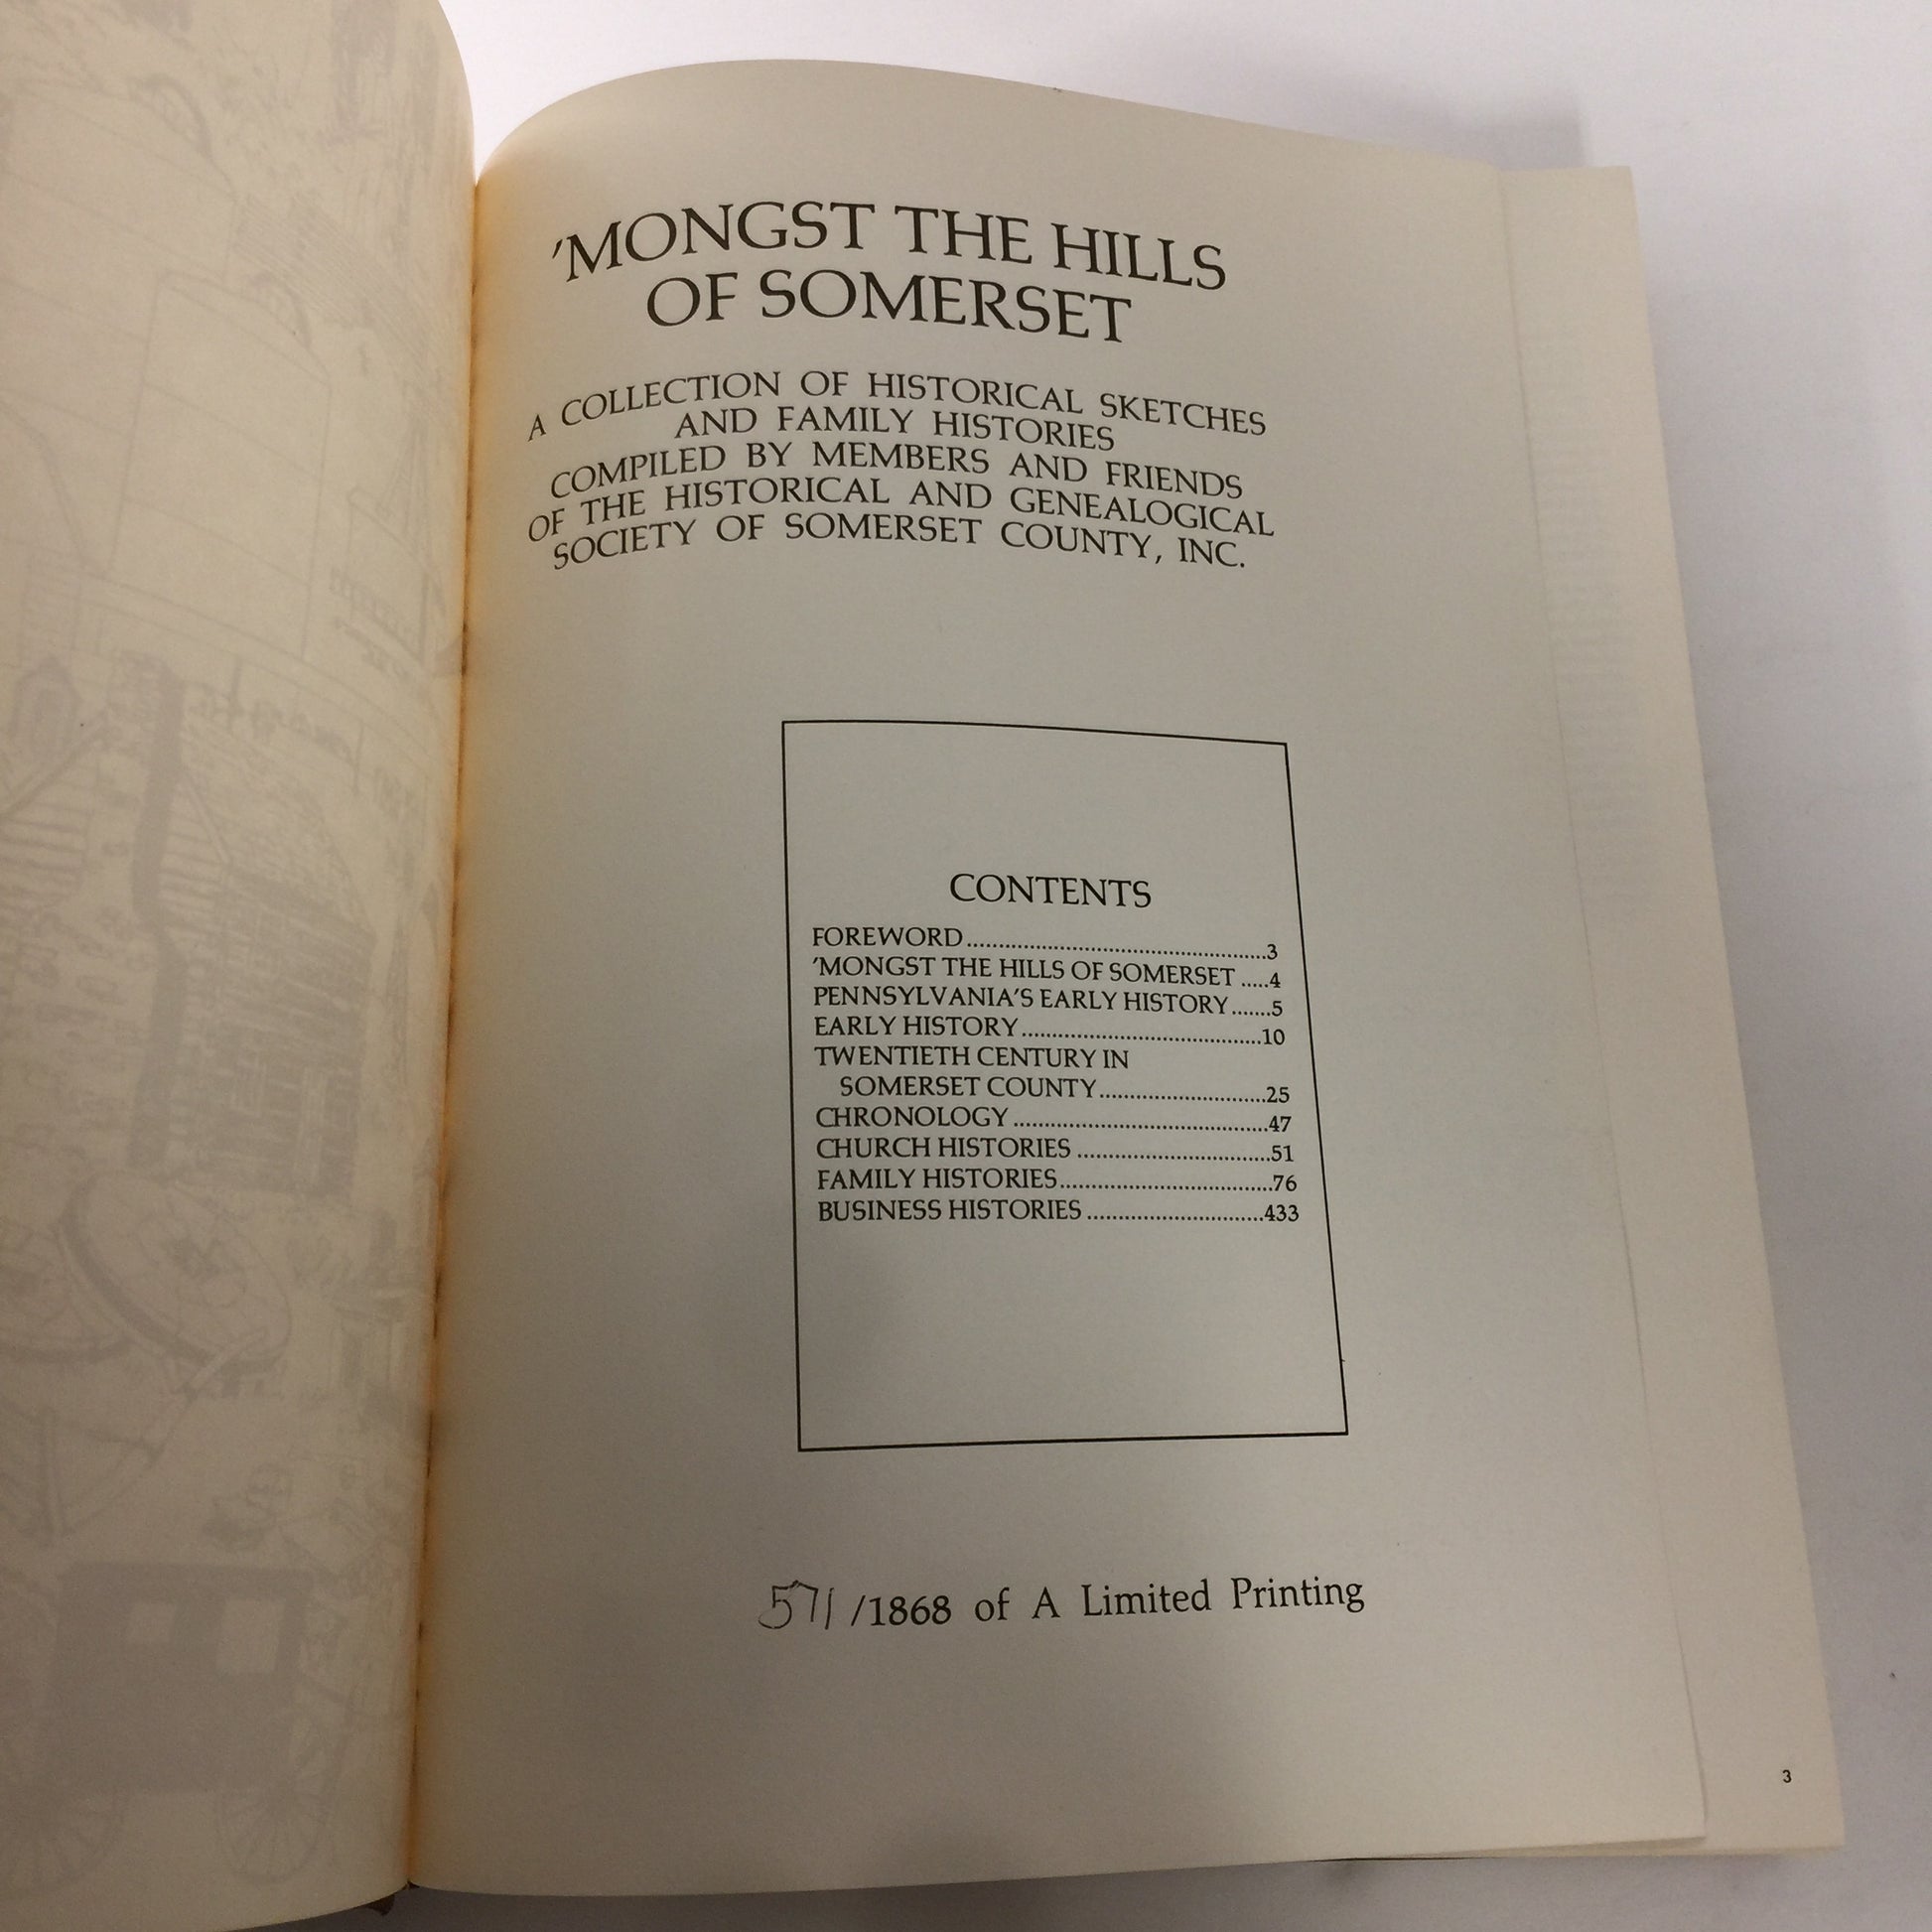 'MONGST THE HILLS
OF SOMERSET
A COLLECTION OF HISTORICAL SKETCHES
AND FAMILY HISTORIES
COMPILED BY MEMBERS AND FRIENDS
OF THE HISTORICAL AND GENEALOGICAL
SOCIETY OF SOMERSET COUNTY, INC.
CONTENTS
FOREWORD................................................3
'MONGST THE HILLS OF SOMERSET .....4
PENNSYLVANIA'S EARLY HISTORY.......5
EARLY HISTORY........................................10
TWENTIETH CENTURY IN
SOMERSET COUNTY...........................25
CHRONOLOGY.........................................47
CHURCH HISTORIES ...............................51
FAMILY HISTORIES..................................76
BUSINESS HISTORIES ............................433
571/1868 of A Limited Printing
3